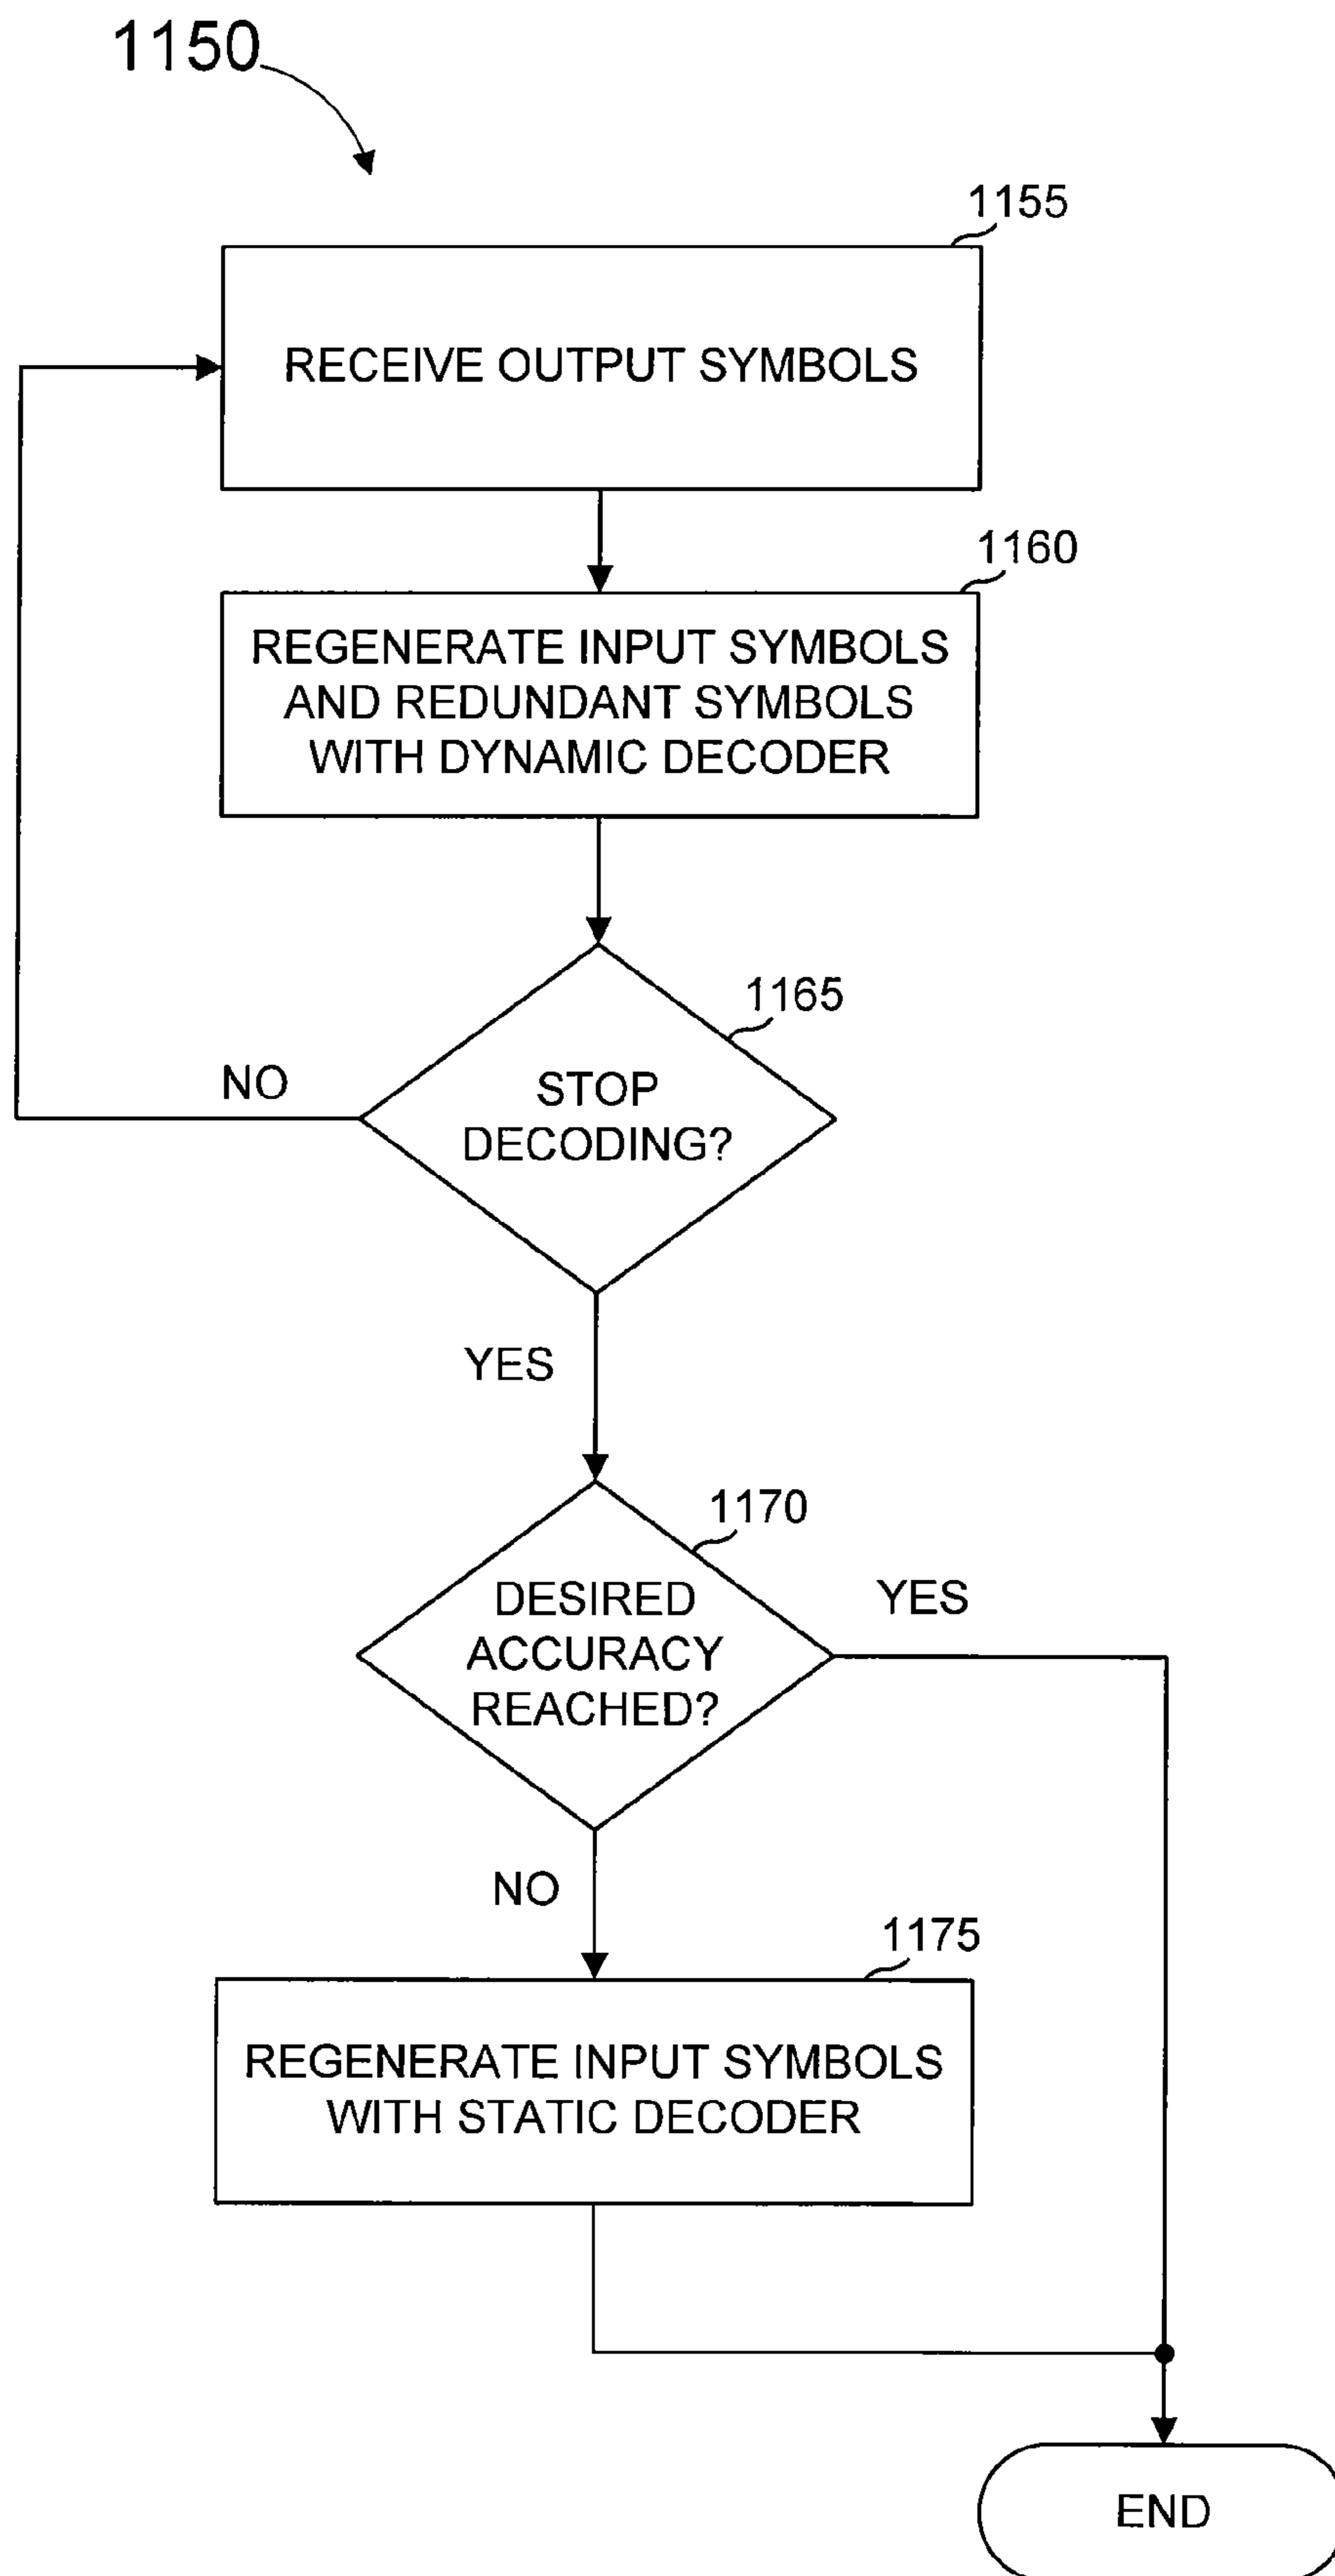 1150
1155
RECEIVE OUTPUT SYMBOLS
1160
REGENERATE INPUT SYMBOLS
AND REDUNDANT SYMBOLS
WITH DYNAMIC DECODER
1165
NO
STOP
DECODING?
YES
1170
DESIRED
ACCURACY
REACHED?
YES
NO
1175
REGENERATE INPUT SYMBOLS
WITH STATIC DECODER
END